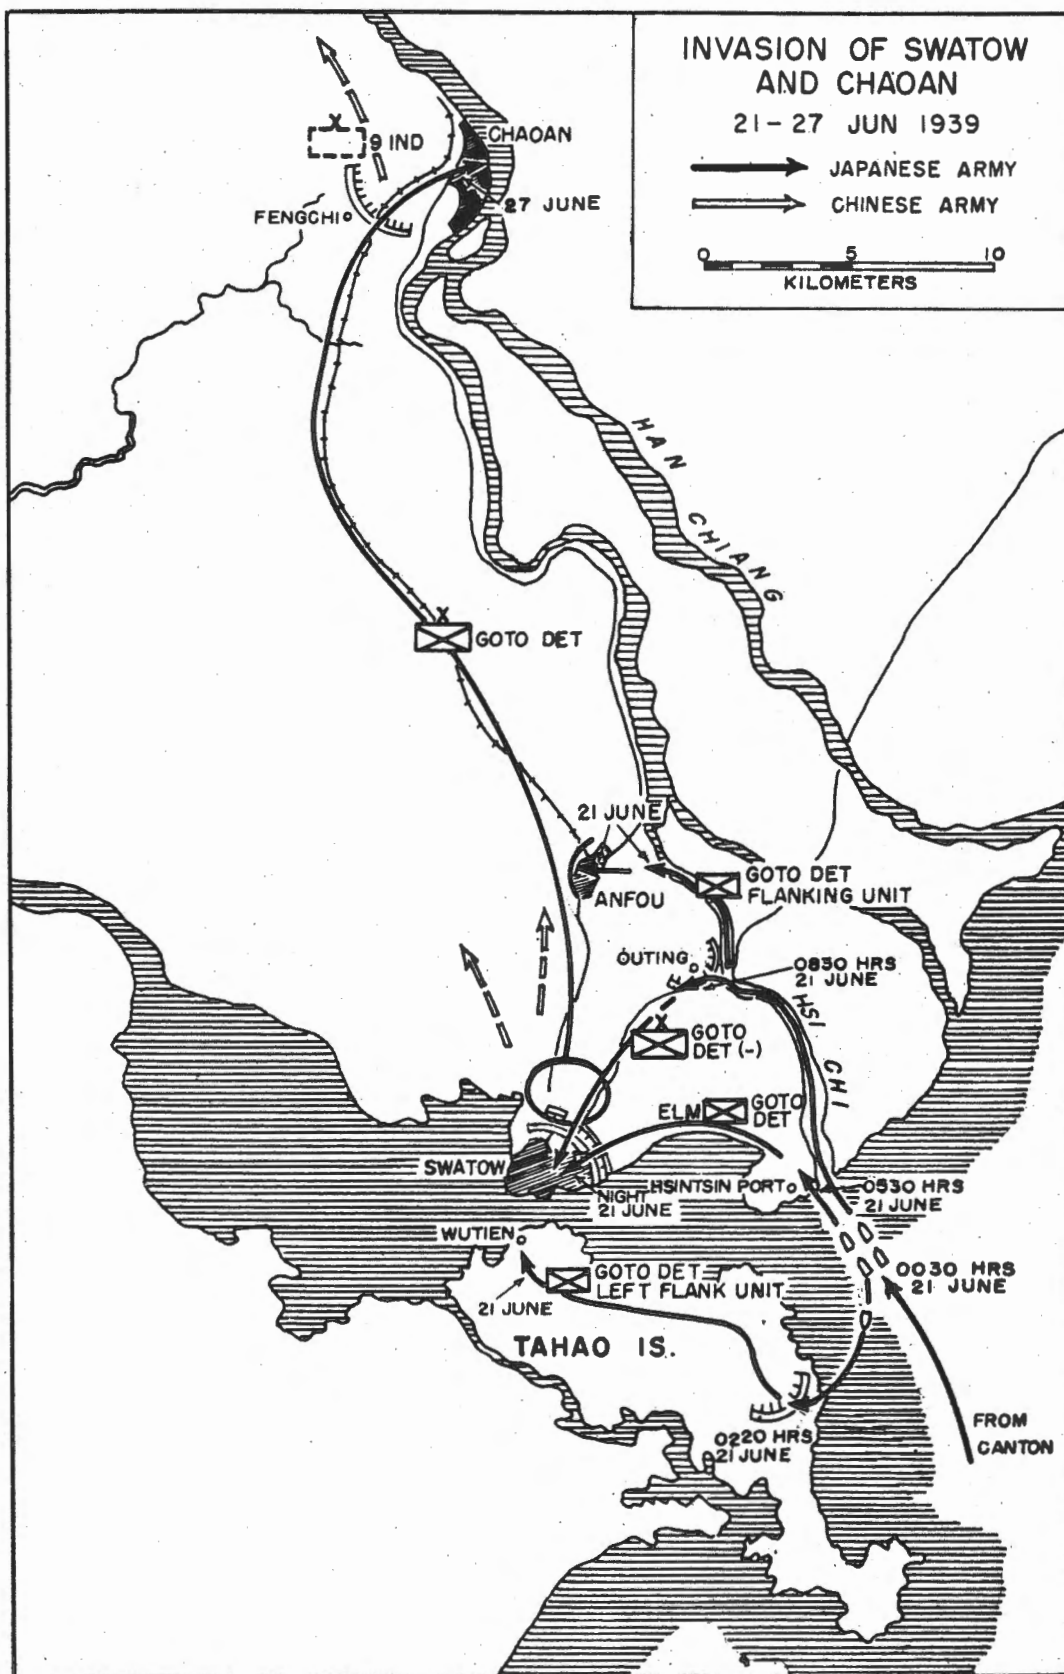 INVASION OF SWATOW
AND CHAOAN
21-27 JUN 1939
JAPANESE ARMY
CHINESE ARMY
0 5 10
KILOMETERS
9 IND
CHAOAN
27 JUNE
FENGCHI
HAN CHIANG
GOTO DET
21 JUNE
ANFOU
GOTO DET
FLANKING UNIT
OUTING
0830 HRS
21 JUNE
HSI CHI
GOTO
DET (-)
ELM
GOTO
DET
SWATOW
NIGHT
21 JUNE
HSINTSIN PORT
0530 HRS
21 JUNE
WUTIEN
GOTO DET
LEFT FLANK UNIT
21 JUNE
0030 HRS
21 JUNE
TAHAO IS.
0220 HRS
21 JUNE
FROM
CANTON